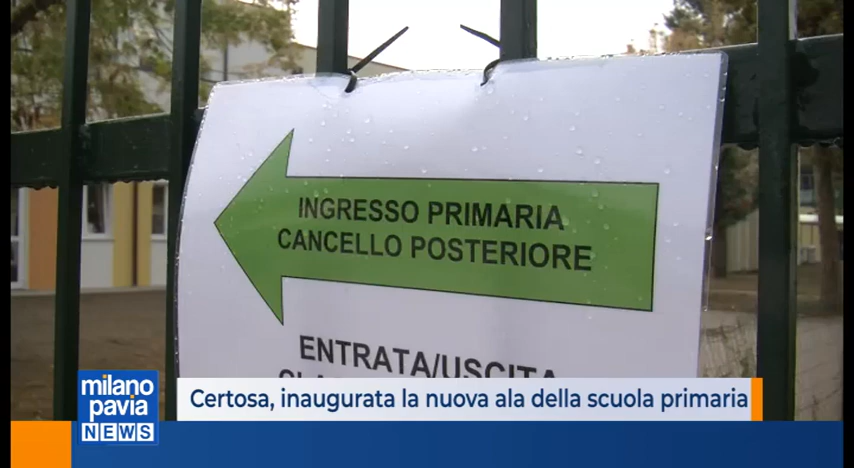 INGRESSO PRIMARIA
CANCELLO POSTERIORE
ENTRATA/USCITA
milano
pavia
NEWS
Certosa, inaugurata la nuova ala della scuola primaria